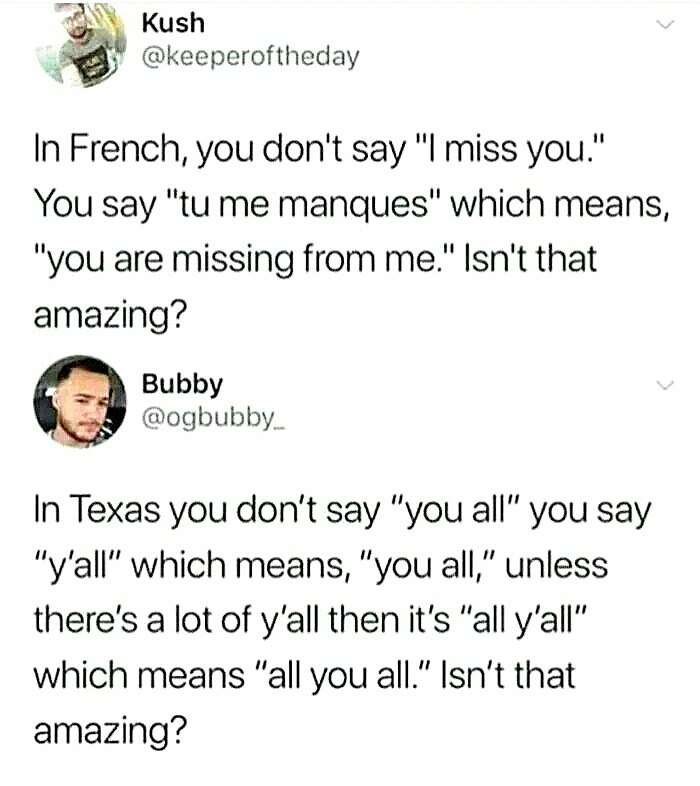 Kush
@keeperoftheday
In French, you don't say "I miss you."
You say "tu me manques" which means,
"you are missing from me." Isn't that
amazing?
Bubby
@ogbubby_
In Texas you don't say "you all" you say
"y'all" which means, "you all," unless
there's a lot of y'all then it's "all y'all"
which means "all you all." Isn't that
amazing?